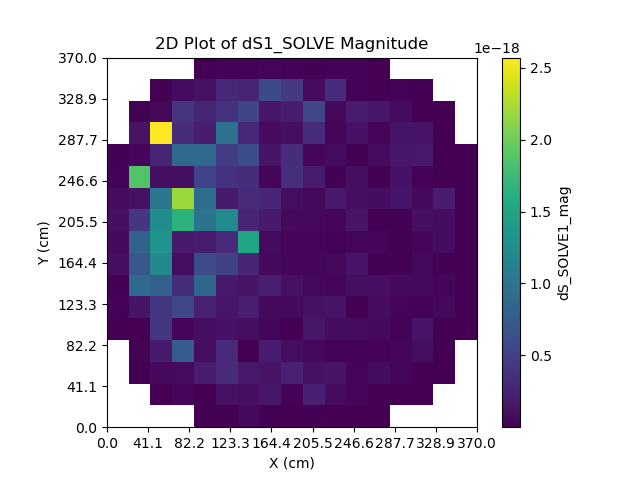 2D Plot of dS1_SOLVE Magnitude
1e−18
370.0
328.9
287.7
246.6
205.5
164.4
123.3
82.2
41.1
0.0
Y (cm)
0.0 41.1 82.2 123.3 164.4 205.5 246.6 287.7 328.9 370.0
X (cm)
2.5
2.0
1.5
1.0
0.5
ds_SOLVE1_mag